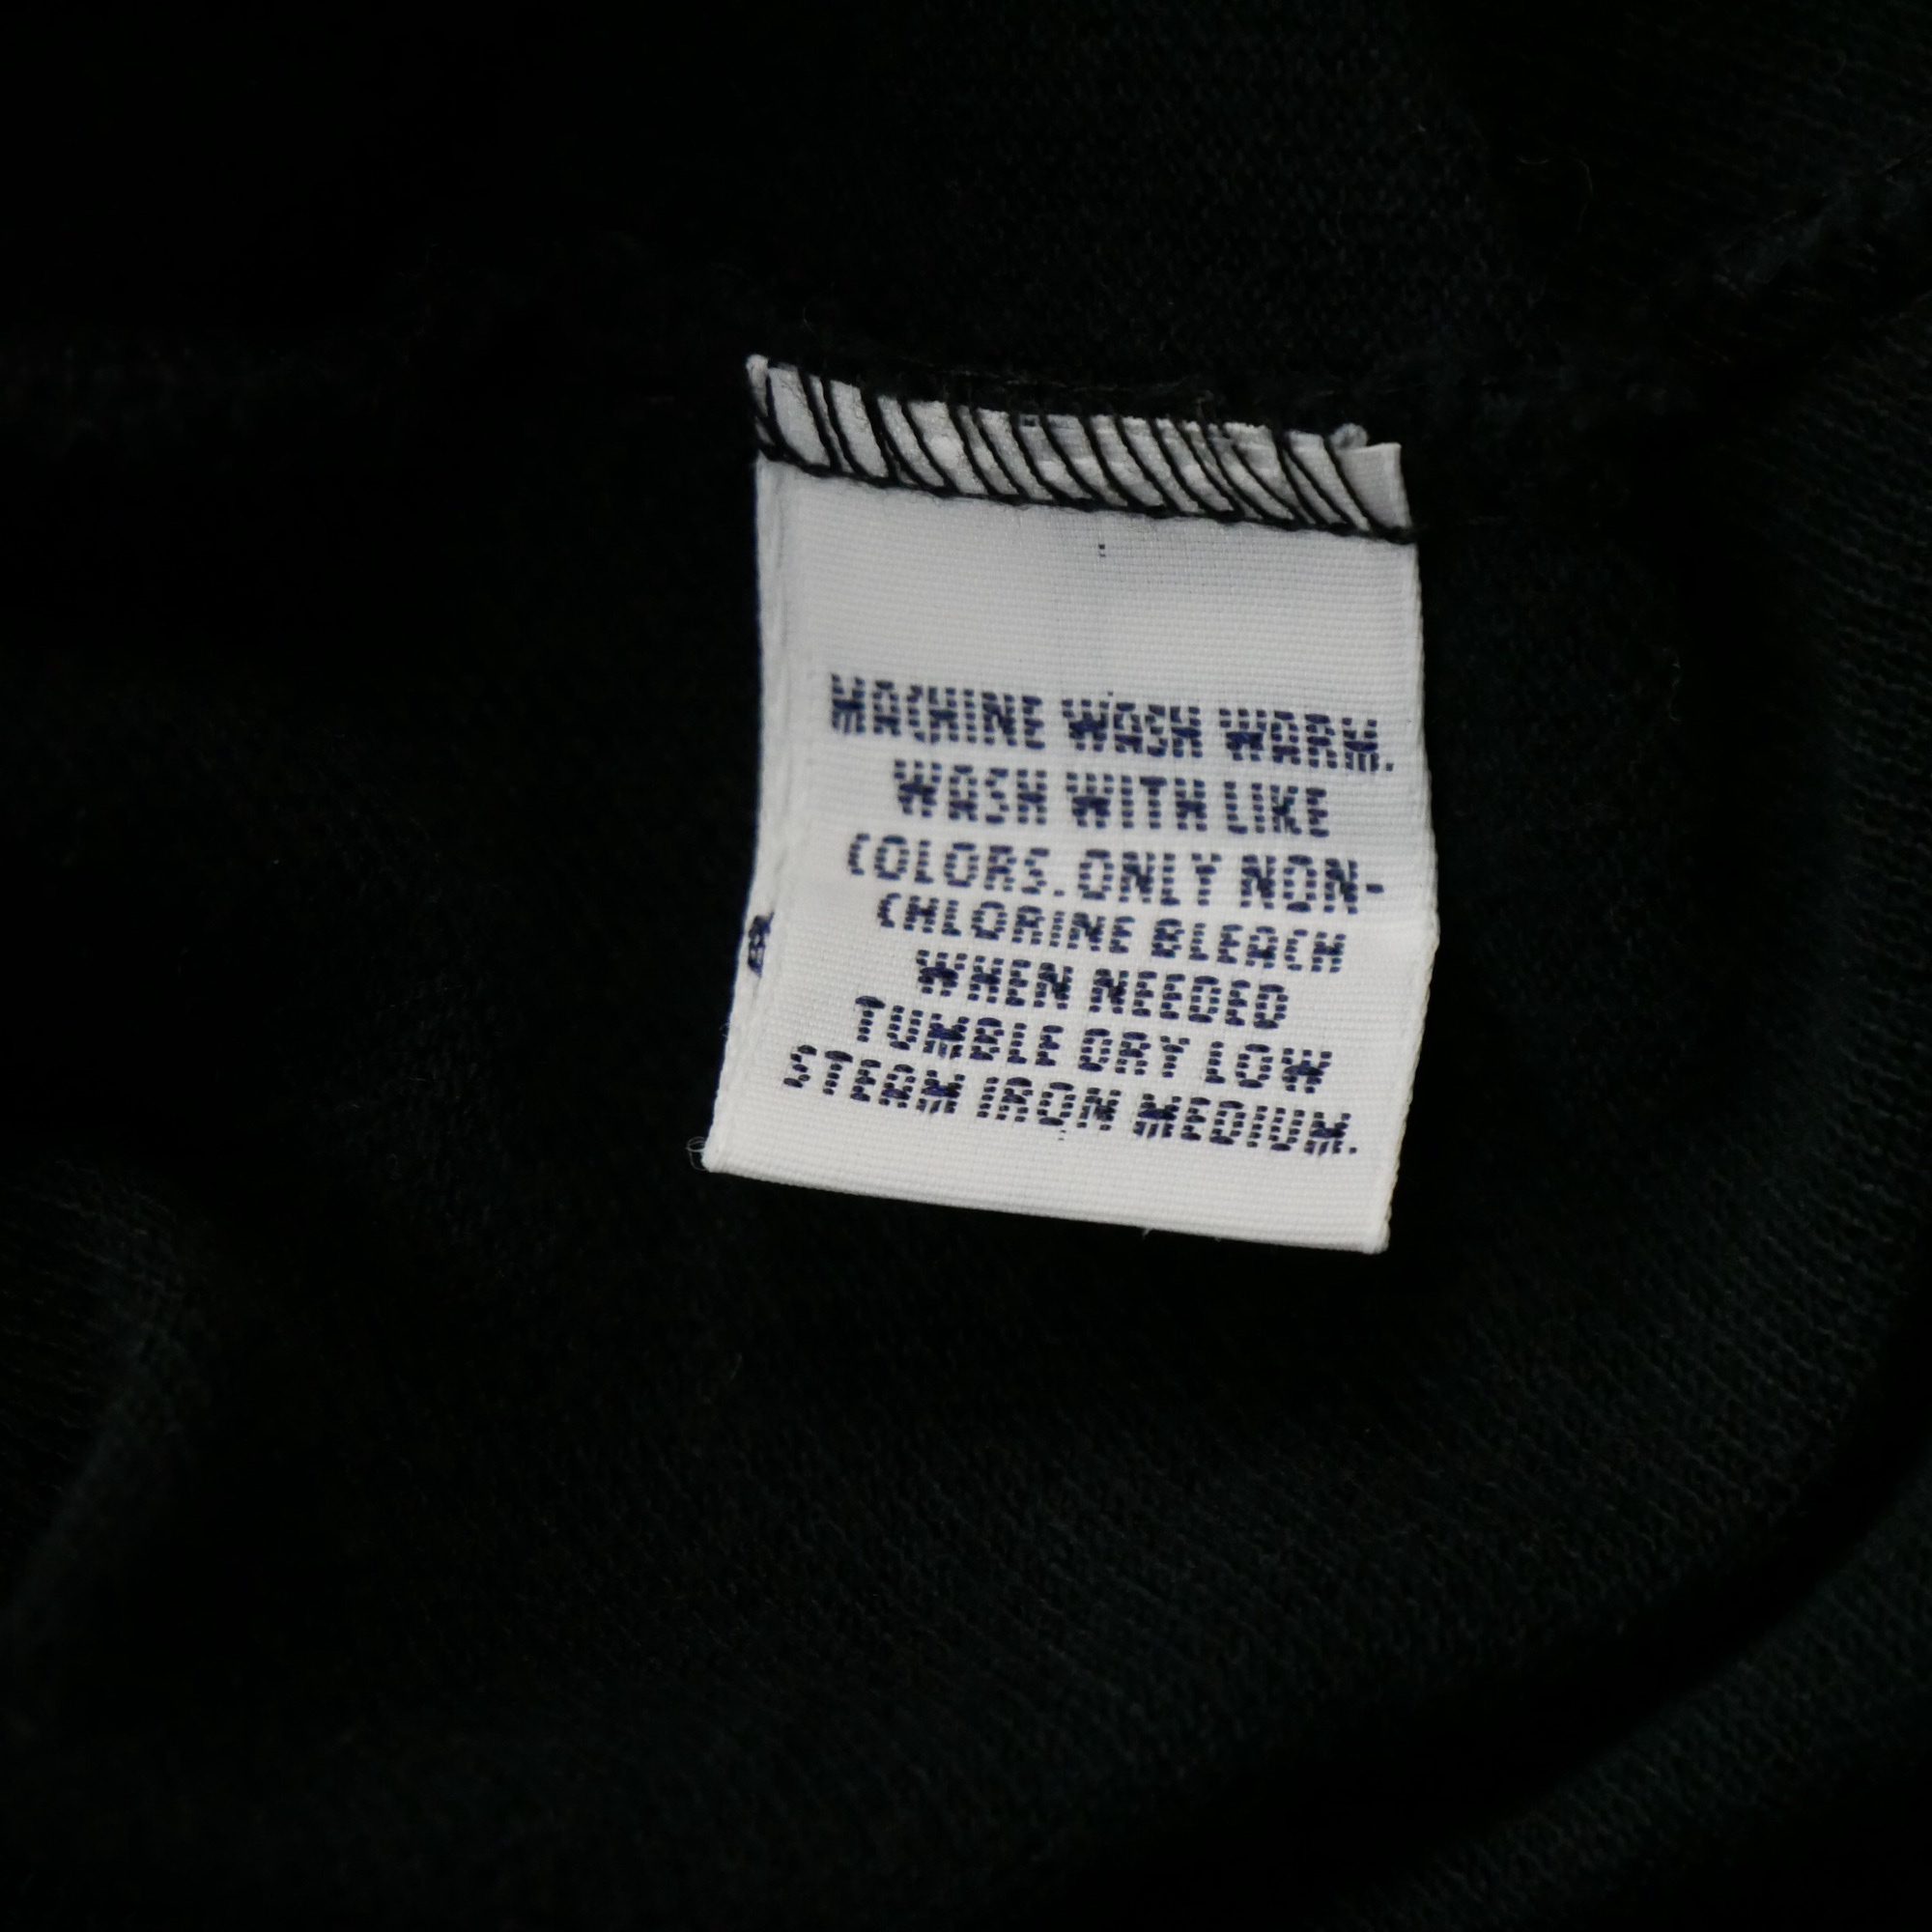 MACHINE WASH WARM.
WASH WITH LIKE
COLORS. ONLY NON-
CHLORINE BLEACH
WHEN NEEDED
TUMBLE DRY LOW
STEAM IRON MEDIUM.